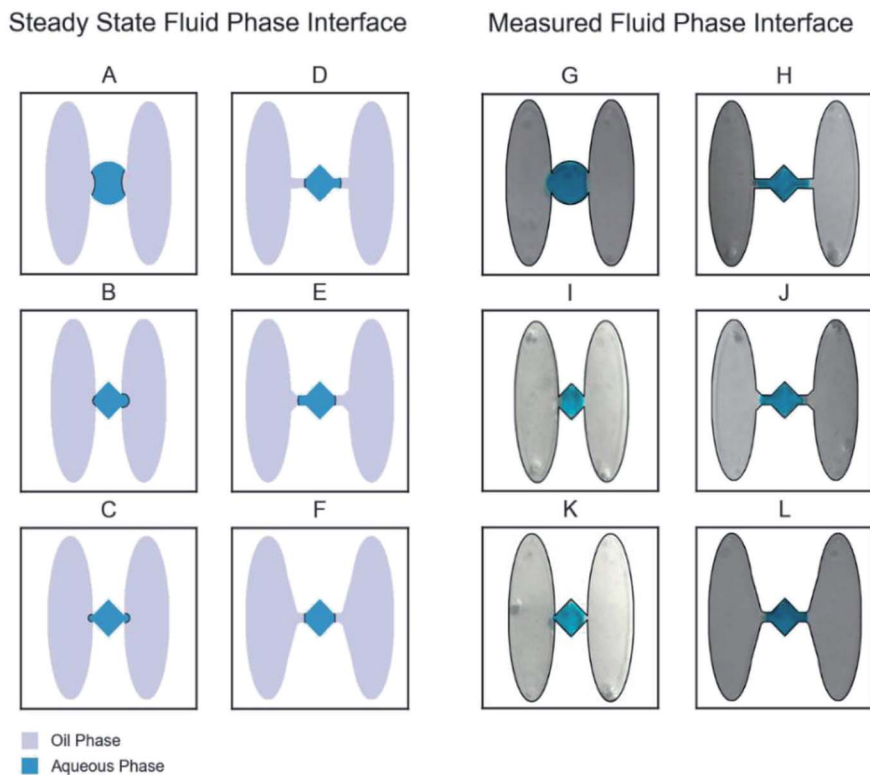 Steady State Fluid Phase Interface
Measured Fluid Phase Interface
A
D
G
H
B
E
I
J
C
F
K
L
Oil Phase
Aqueous Phase